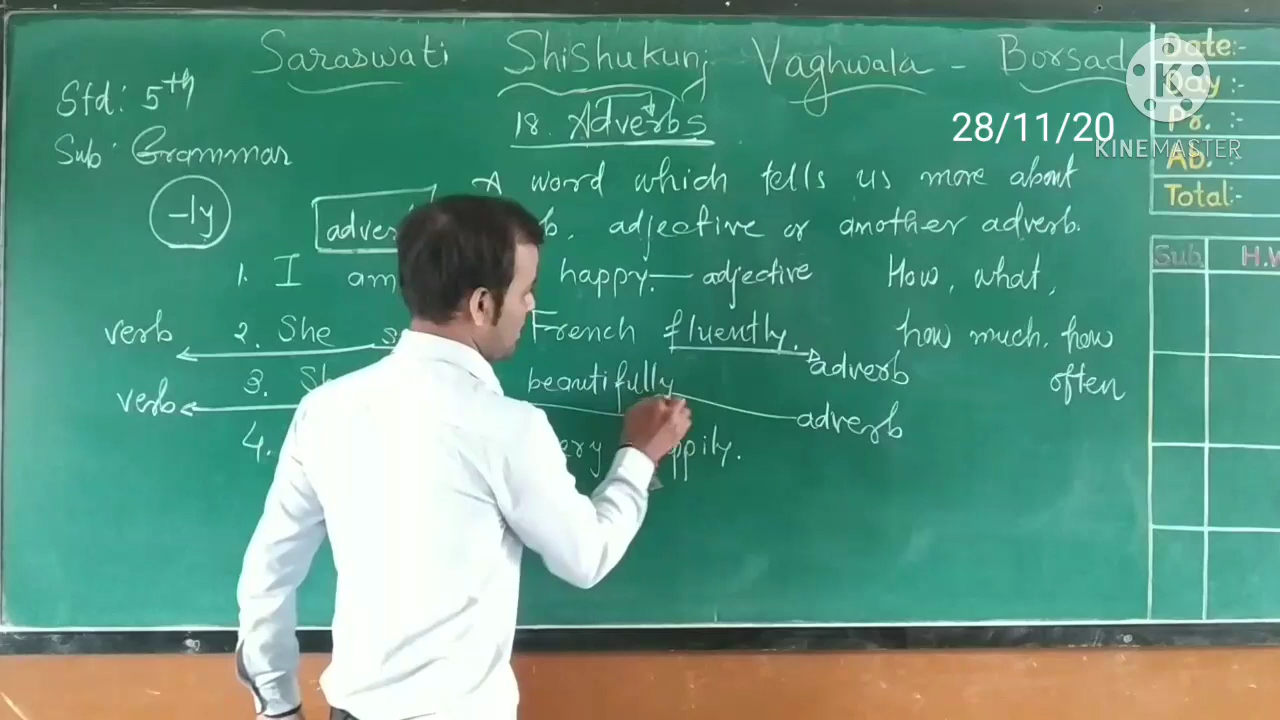 Saraswati Shishukunj Vaghwala - Borsad
Std: 5th
Sub: Grammar
18. Adverbs
28/11/20
KINEMASTER
Date:-
Day :-
Pr. :-
AB. :-
Total:-
Sub. H.W
-ly
A word which tells us more about
adjective or another adverb.
1. I am happy. — adjective
How, what,
how much, how
often
verb 2. She French fluently. adverb
verb 3. beautifully adverb
4.